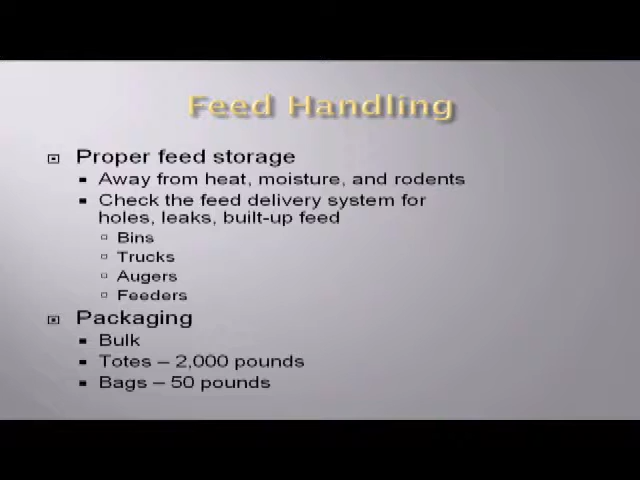 Feed Handling
Proper feed storage
Away from heat, moisture, and rodents
Check the feed delivery system for
holes, leaks, built-up feed
Bins
Trucks
Augers
Feeders
Packaging
Bulk
Totes – 2,000 pounds
Bags – 50 pounds